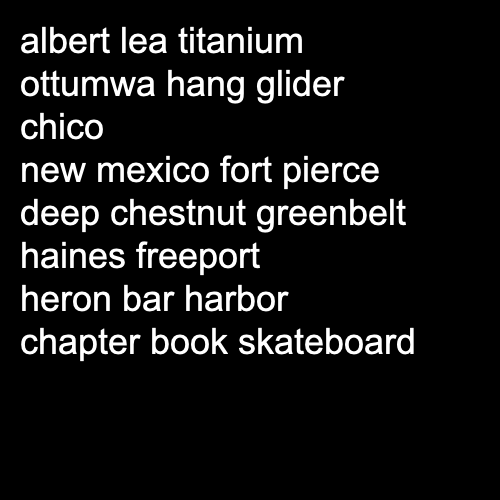 albert lea titanium
ottumwa hang glider
chico
new mexico fort pierce
deep chestnut greenbelt
haines freeport
heron bar harbor
chapter book skateboard